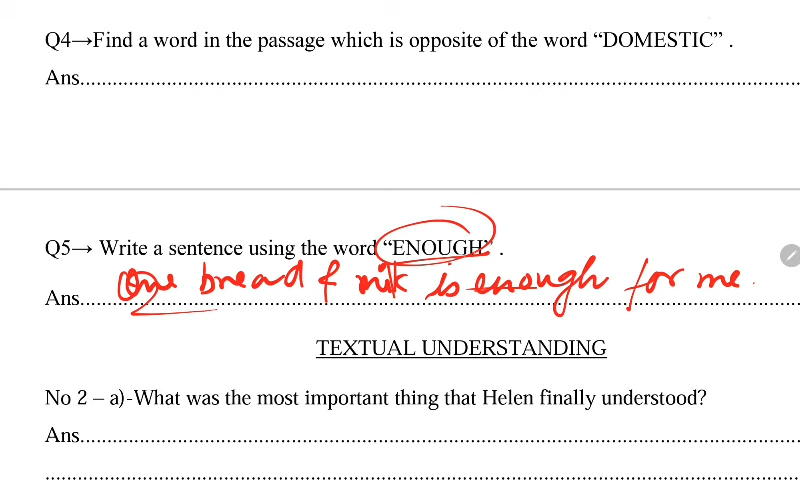 Q4→Find a word in the passage which is opposite of the word “DOMESTIC” .
Ans.....................................................................................................................................
Q5→ Write a sentence using the word “ENOUGH” .
One bread & milk is enough for me.
Ans.....................................................................................................................................
TEXTUAL UNDERSTANDING
No 2 – a)-What was the most important thing that Helen finally understood?
Ans.....................................................................................................................................
...........................................................................................................................................